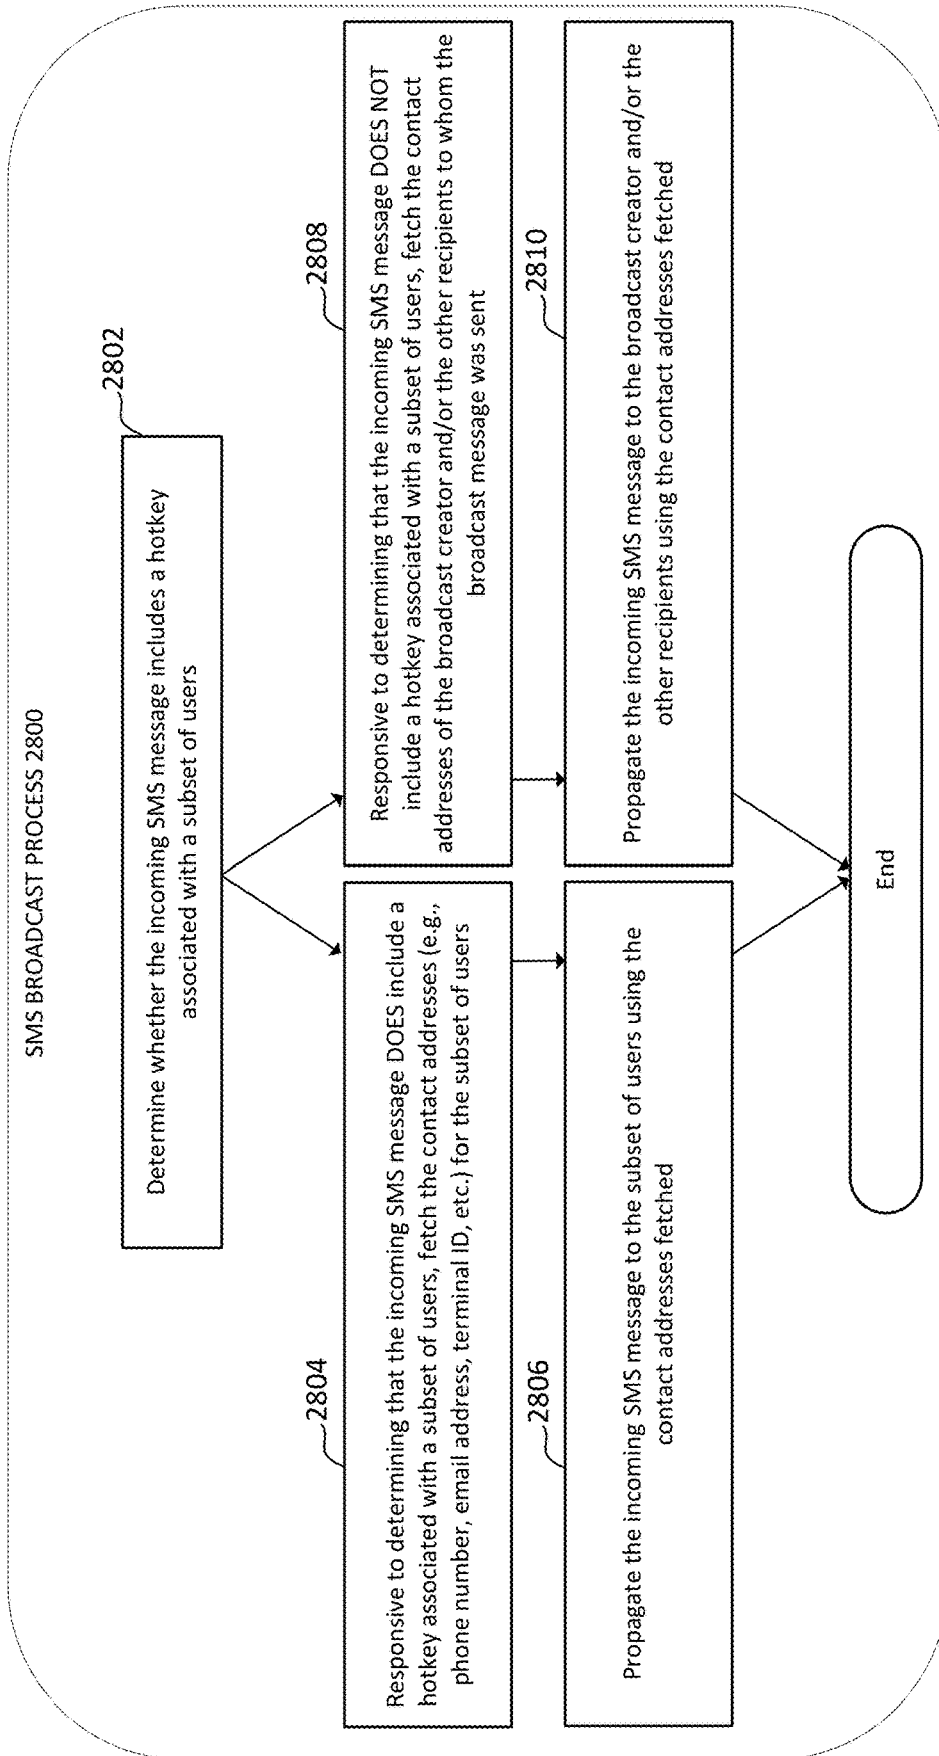 SMS BROADCAST PROCESS 2800
2802
Determine whether the incoming SMS message includes a hotkey
associated with a subset of users
2804
Responsive to determining that the incoming SMS message DOES include a
hotkey associated with a subset of users, fetch the contact addresses (e.g.,
phone number, email address, terminal ID, etc.) for the subset of users
2808
Responsive to determining that the incoming SMS message DOES NOT
include a hotkey associated with a subset of users, fetch the contact
addresses of the broadcast creator and/or the other recipients to whom the
broadcast message was sent
2806
Propagate the incoming SMS message to the subset of users using the
contact addresses fetched
2810
Propagate the incoming SMS message to the broadcast creator and/or the
other recipients using the contact addresses fetched
End